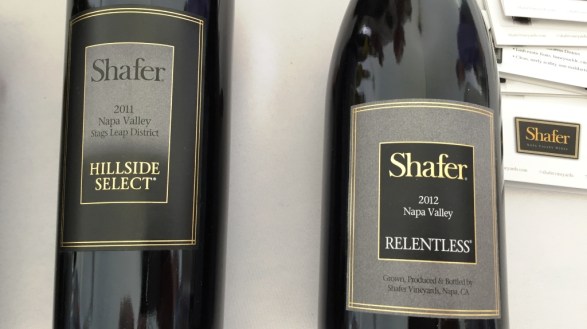 Shafer
2011
Napa Valley
Stags Leap District
HILLSIDE
SELECT®
Shafer®
2012
Napa Valley
RELENTLESS®
Grown, Produced & Bottled by
Shafer Vineyards, Napa, CA
Shafer